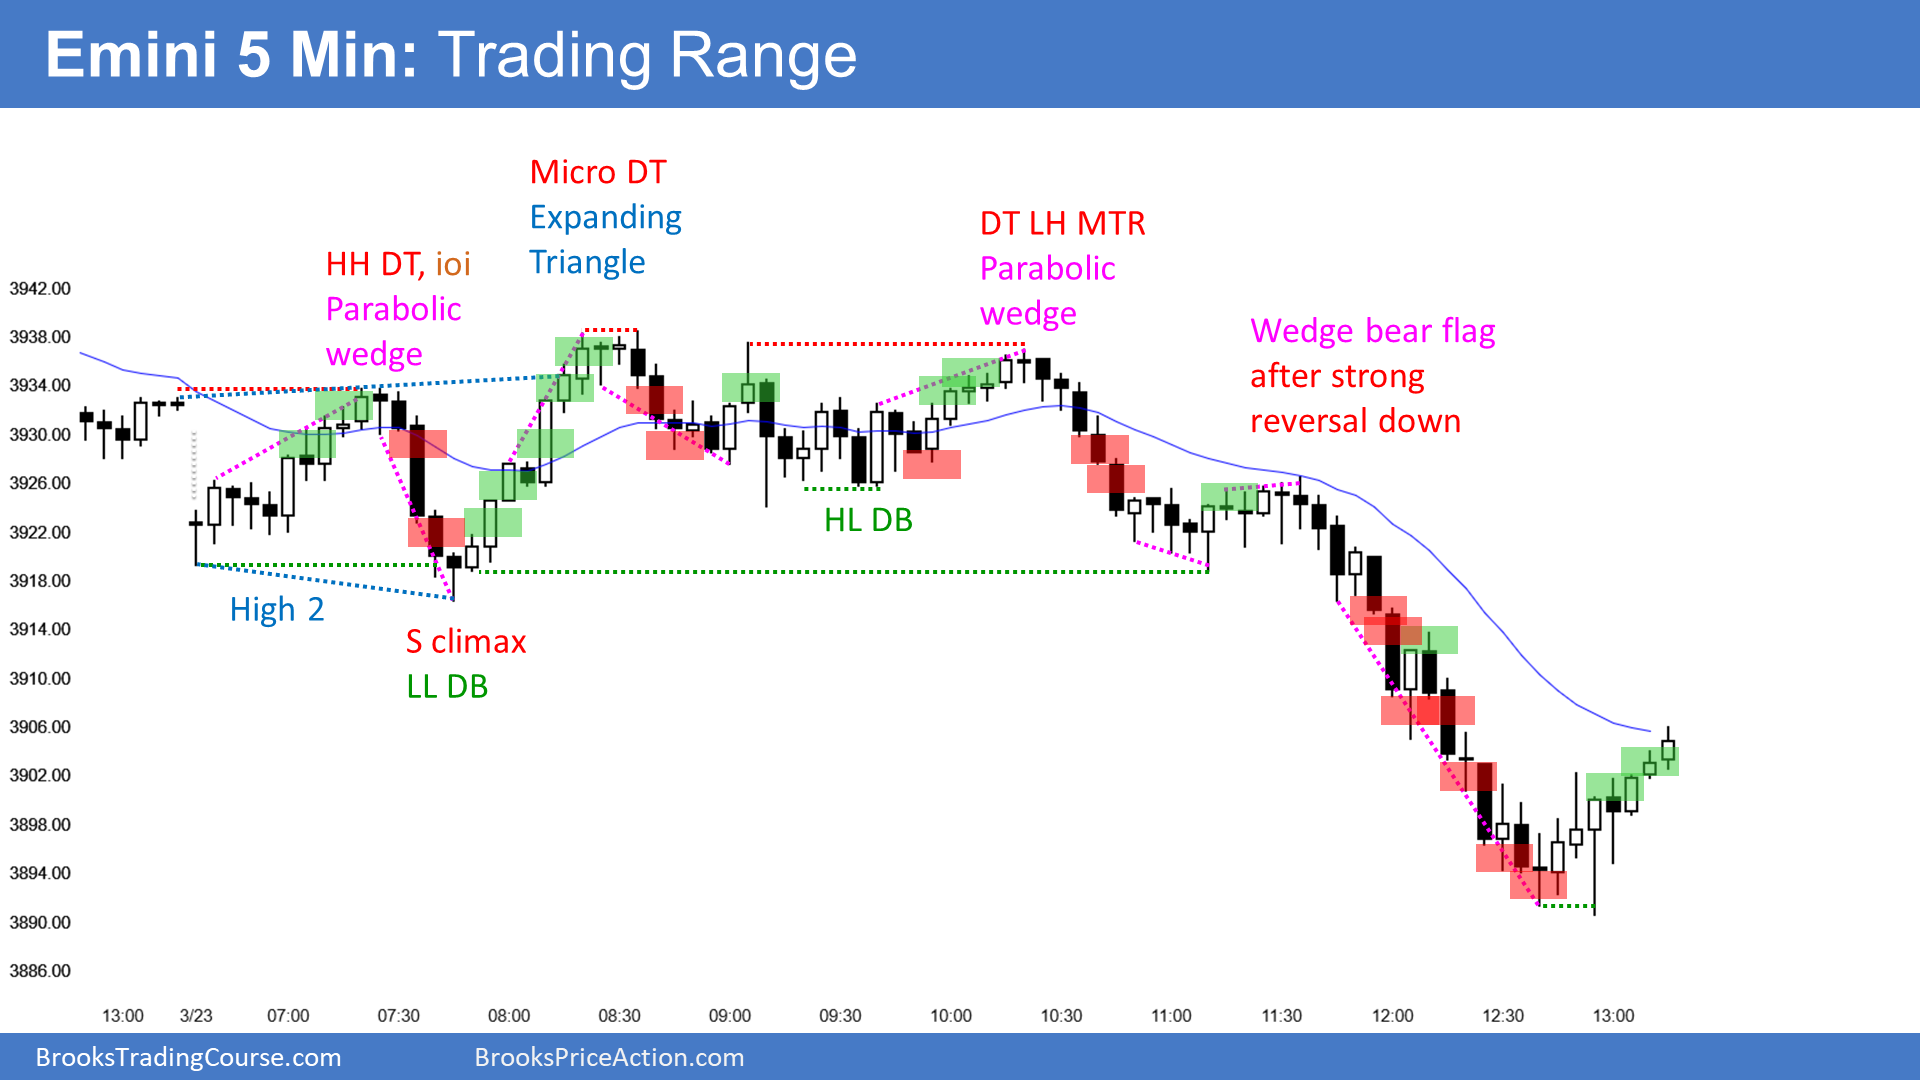 Emini 5 Min: Trading Range
Micro DT
Expanding
Triangle
DT LH MTR
Parabolic
wedge
HH DT, ioi
Parabolic
wedge
Wedge bear flag
after strong
reversal down
HL DB
High 2
S climax
LL DB
3942.00
3938.00
3934.00
3930.00
3926.00
3922.00
3918.00
3914.00
3910.00
3906.00
3902.00
3898.00
3894.00
3890.00
3886.00
13:00 3/23 07:00 07:30 08:00 08:30 09:00 09:30 10:00 10:30 11:00 11:30 12:00 12:30 13:00
BrooksTradingCourse.com BrooksPriceAction.com